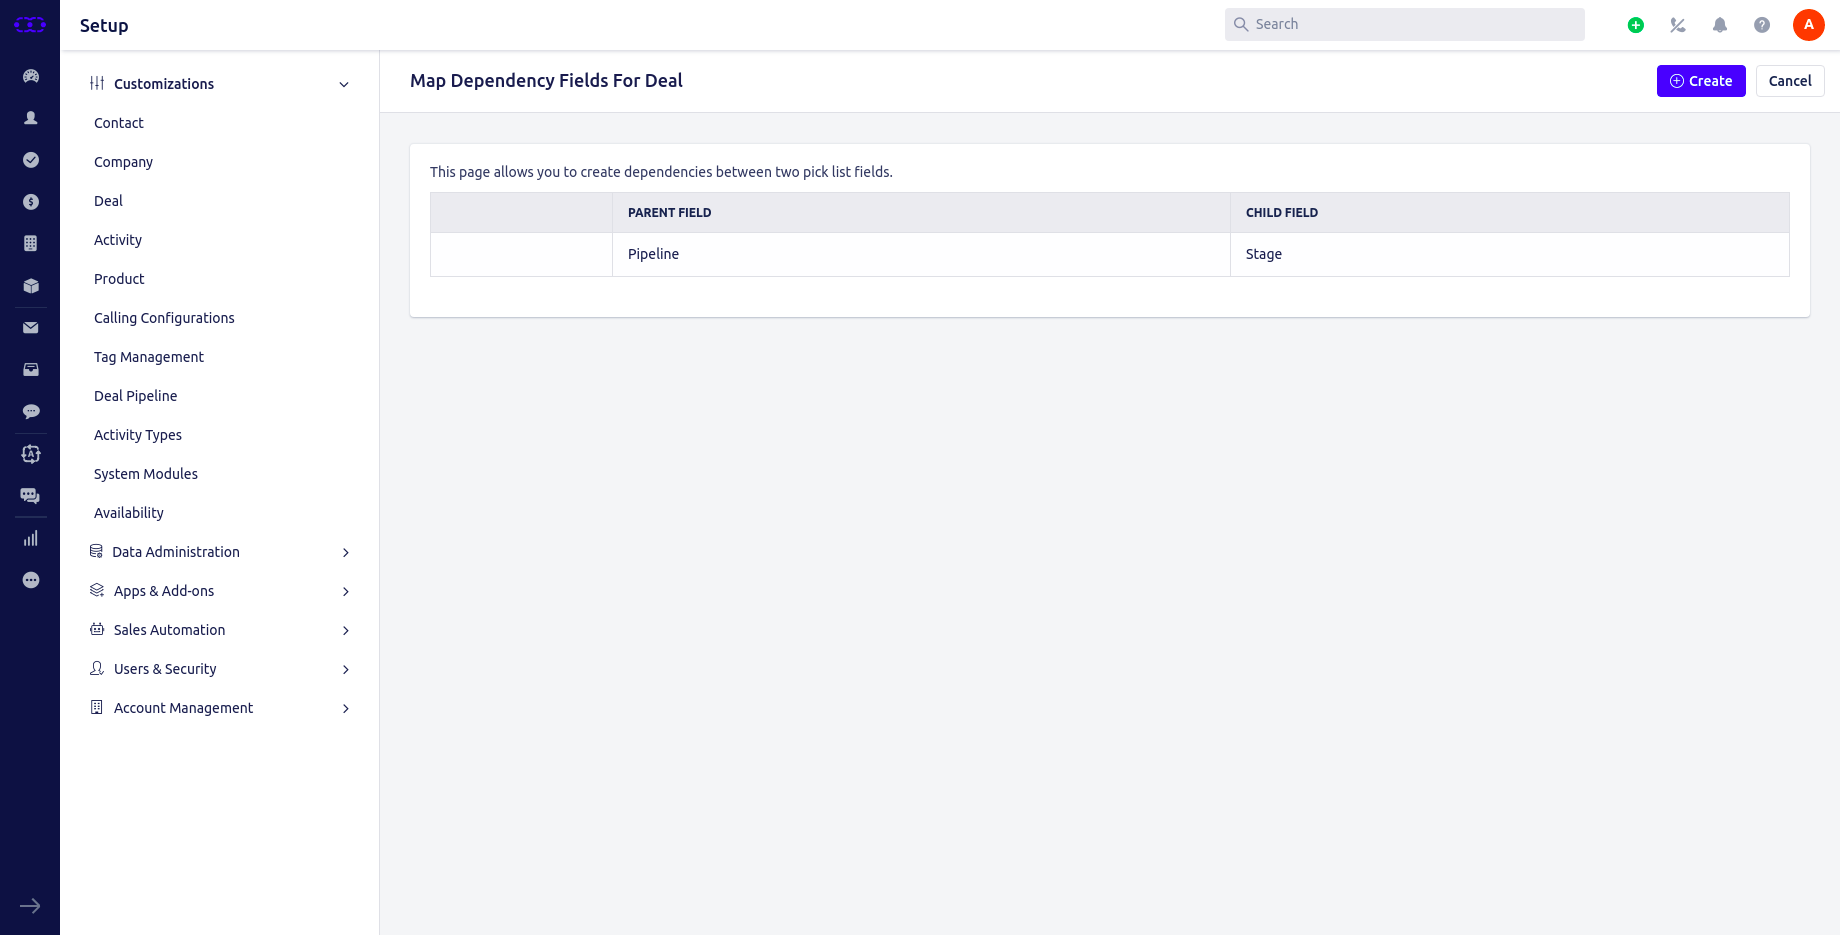 Setup
Search
A
Customizations
Contact
Company
Deal
Activity
Product
Calling Configurations
Tag Management
Deal Pipeline
Activity Types
System Modules
Availability
Data Administration
Apps & Add-ons
Sales Automation
Users & Security
Account Management
Map Dependency Fields For Deal
Create
Cancel
This page allows you to create dependencies between two pick list fields.
PARENT FIELD CHILD FIELD
Pipeline Stage